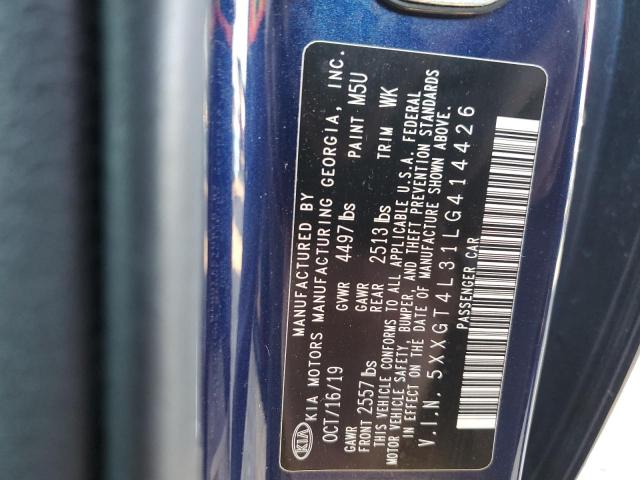 KIA
MANUFACTURED BY
KIA MOTORS MANUFACTURING GEORGIA, INC.
OCT/16/19 GVWR 4497 lbs PAINT M5U
GAWR FRONT 2557 lbs GAWR REAR 2513 lbs TRIM WK
THIS VEHICLE CONFORMS TO ALL APPLICABLE U.S.A. FEDERAL
MOTOR VEHICLE SAFETY, BUMPER, AND THEFT PREVENTION STANDARDS
IN EFFECT ON THE DATE OF MANUFACTURE SHOWN ABOVE.
V.I.N. 5XXGT4L31LG414426
PASSENGER CAR